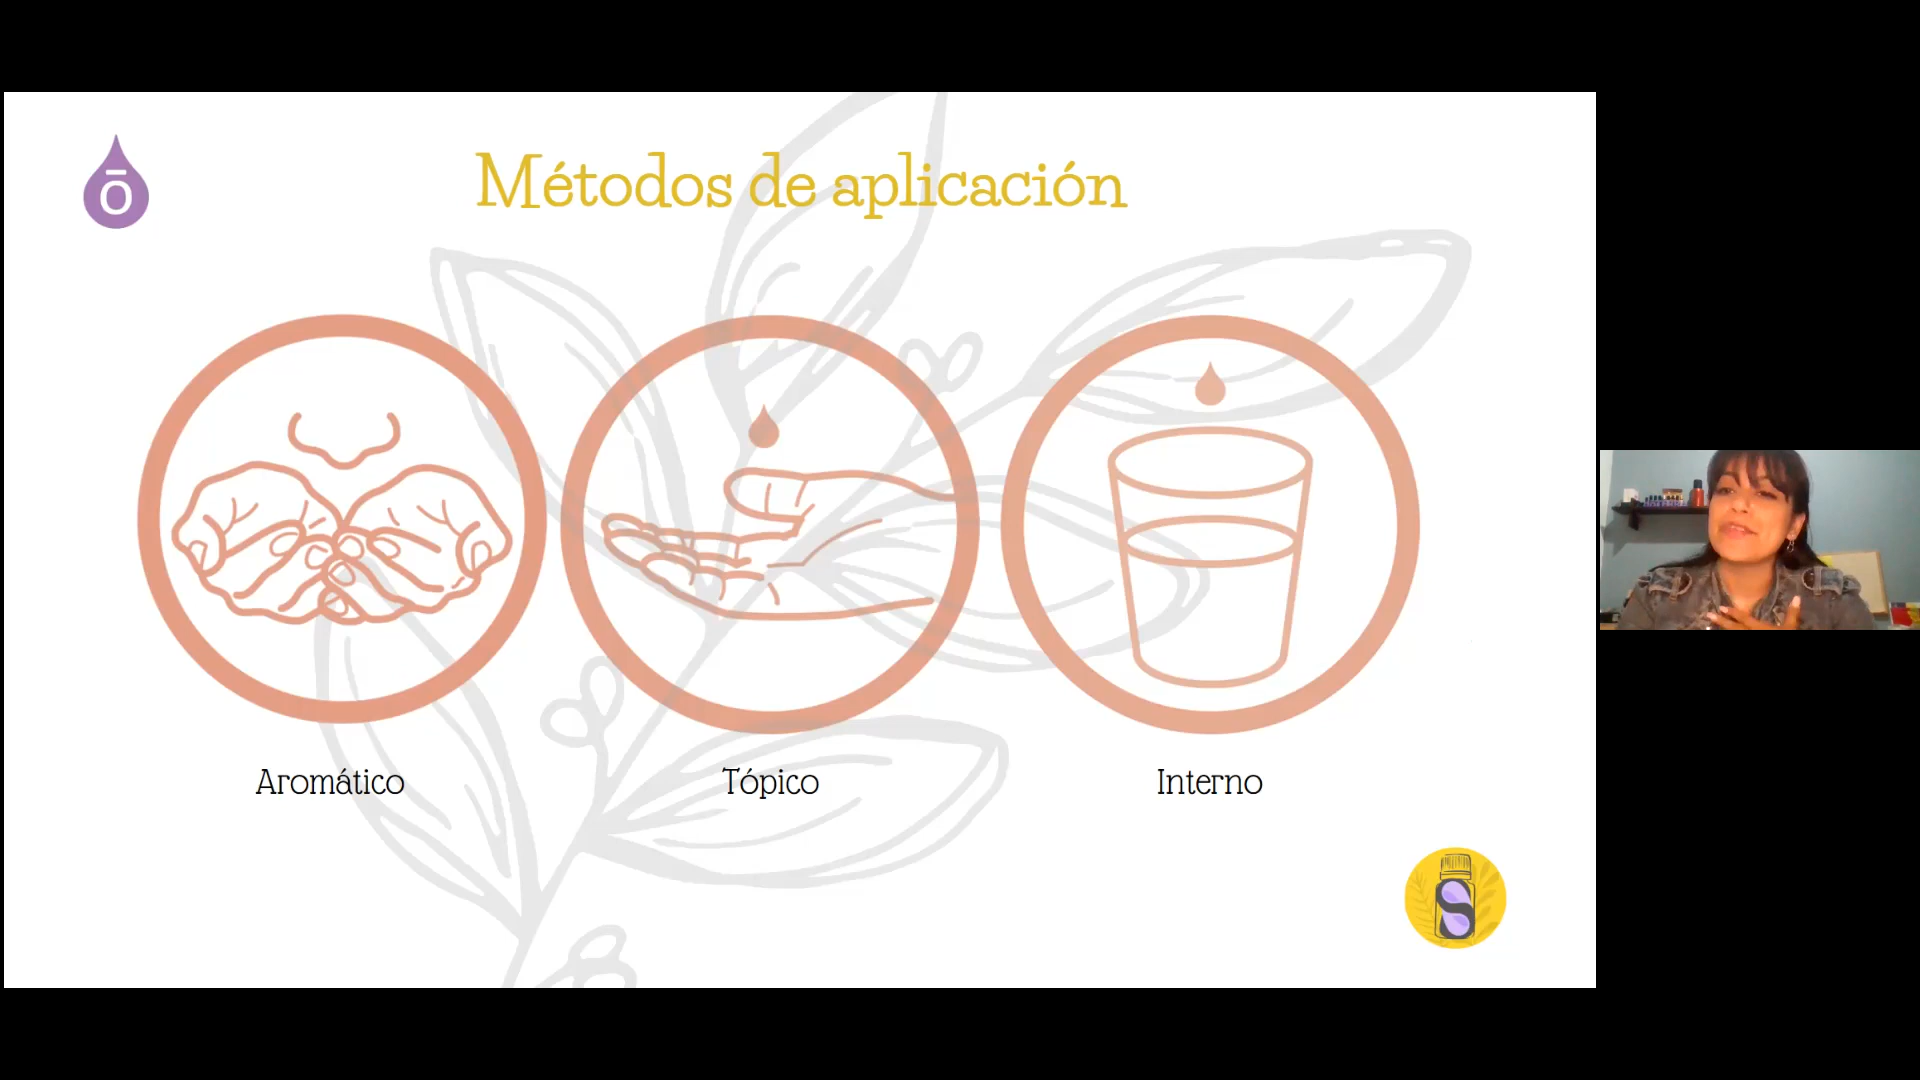 ō
Métodos de aplicación
Aromático
Tópico
Interno
S